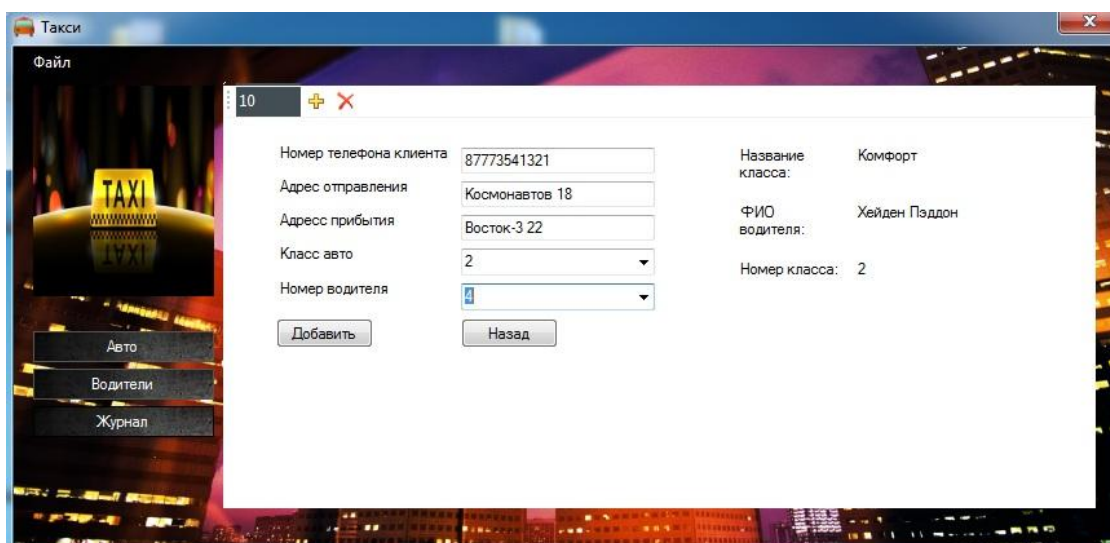 Такси
Файл
TAXI
10
Номер телефона клиента 87773541321
Адрес отправления Космонавтов 18
Адресс прибытия Восток-3 22
Класс авто 2
Номер водителя 4
Добавить Назад
Название класса: Комфорт
ФИО водителя: Хейден Пэддон
Номер класса: 2
Авто
Водители
Журнал